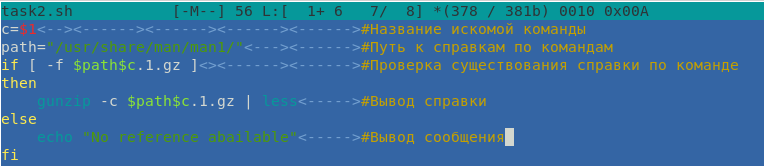 task2.sh [-M--] 56 L:[ 1+ 6 7/ 8] *(378 / 381b) 0010 0x00A
c=$1<--><------><------><------><------>#Название искомой команды
path="/usr/share/man/man1/"<---><------>#Путь к справкам по командам
if [ -f $path$c.1.gz ]<><------><------>#Проверка существования справки по команде
then
    gunzip -c $path$c.1.gz | less<------>#Вывод справки
else
    echo "No reference abailable"<----->#Вывод сообщения
fi